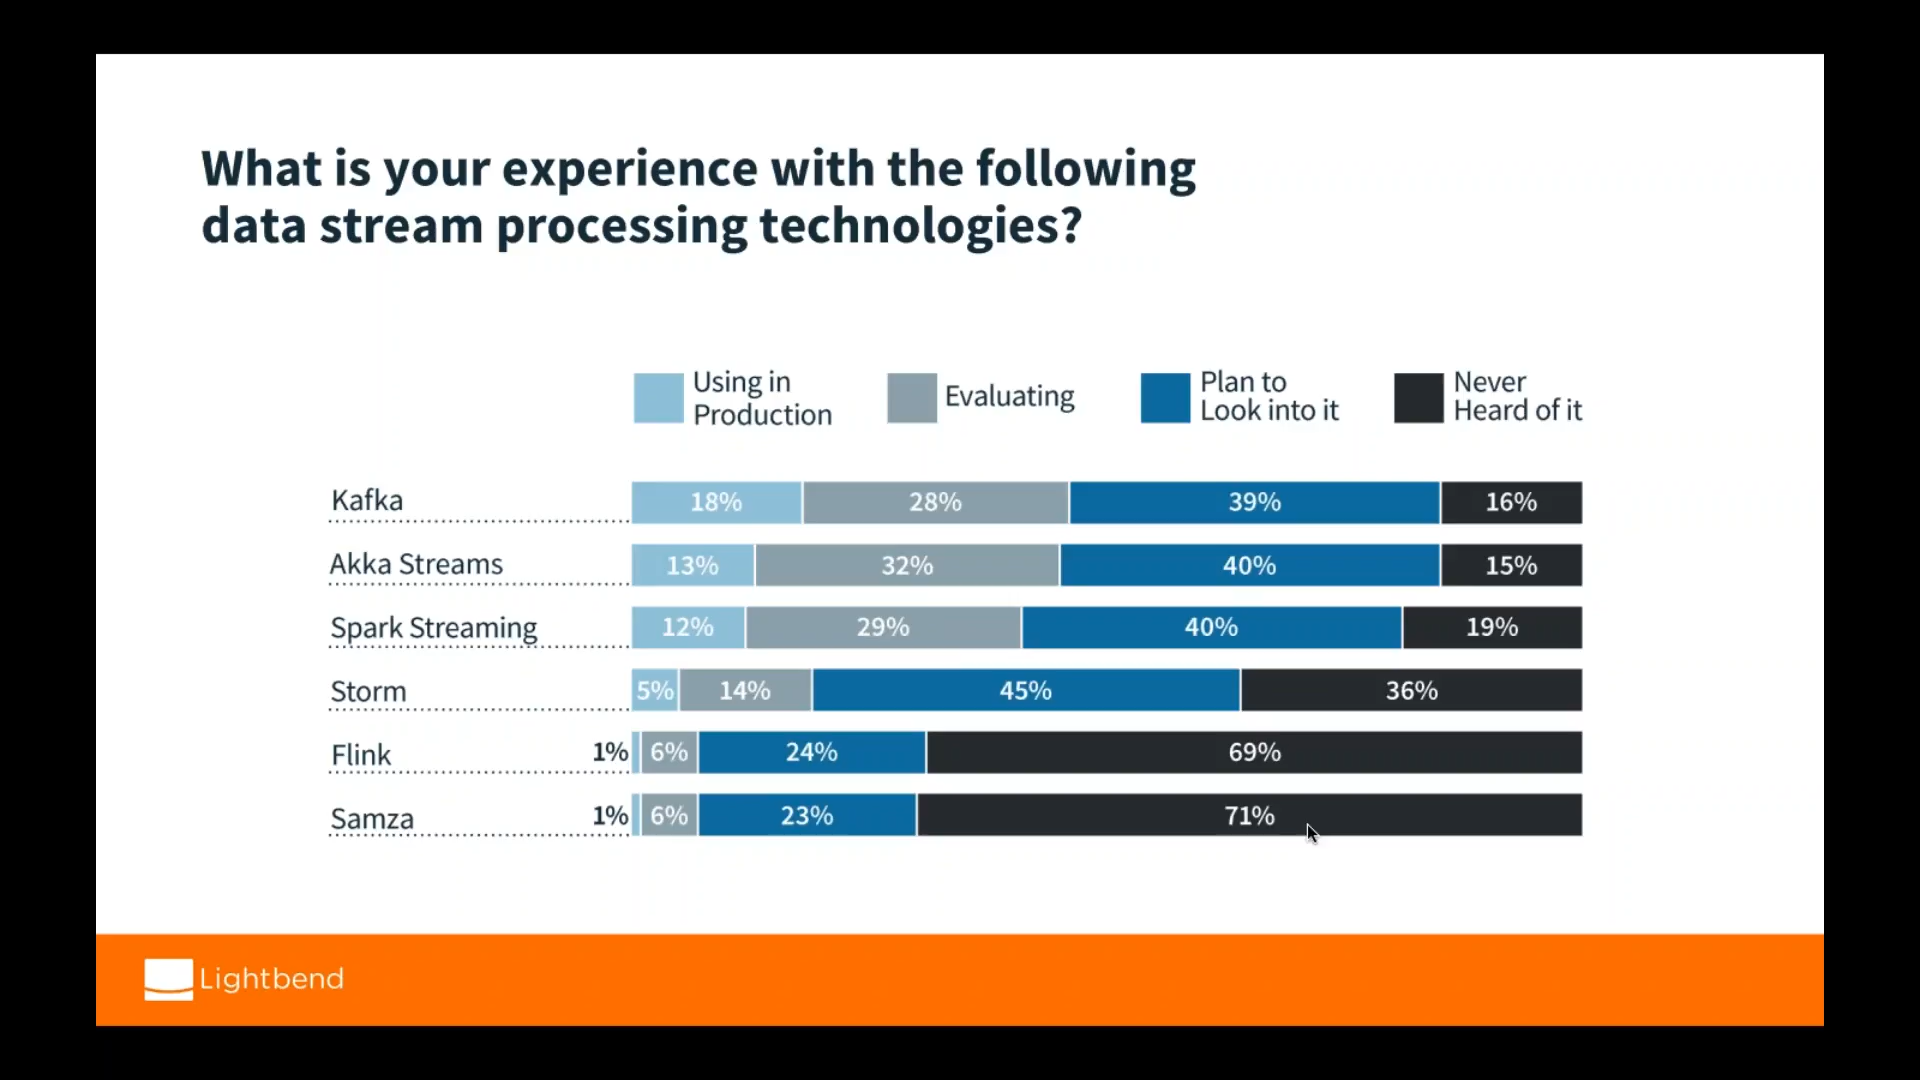 What is your experience with the following
data stream processing technologies?
Using in
Production
Evaluating
Plan to
Look into it
Never
Heard of it
Kafka 18% 28% 39% 16%
Akka Streams 13% 32% 40% 15%
Spark Streaming 12% 29% 40% 19%
Storm 5% 14% 45% 36%
Flink 1% 6% 24% 69%
Samza 1% 6% 23% 71%
Lightbend